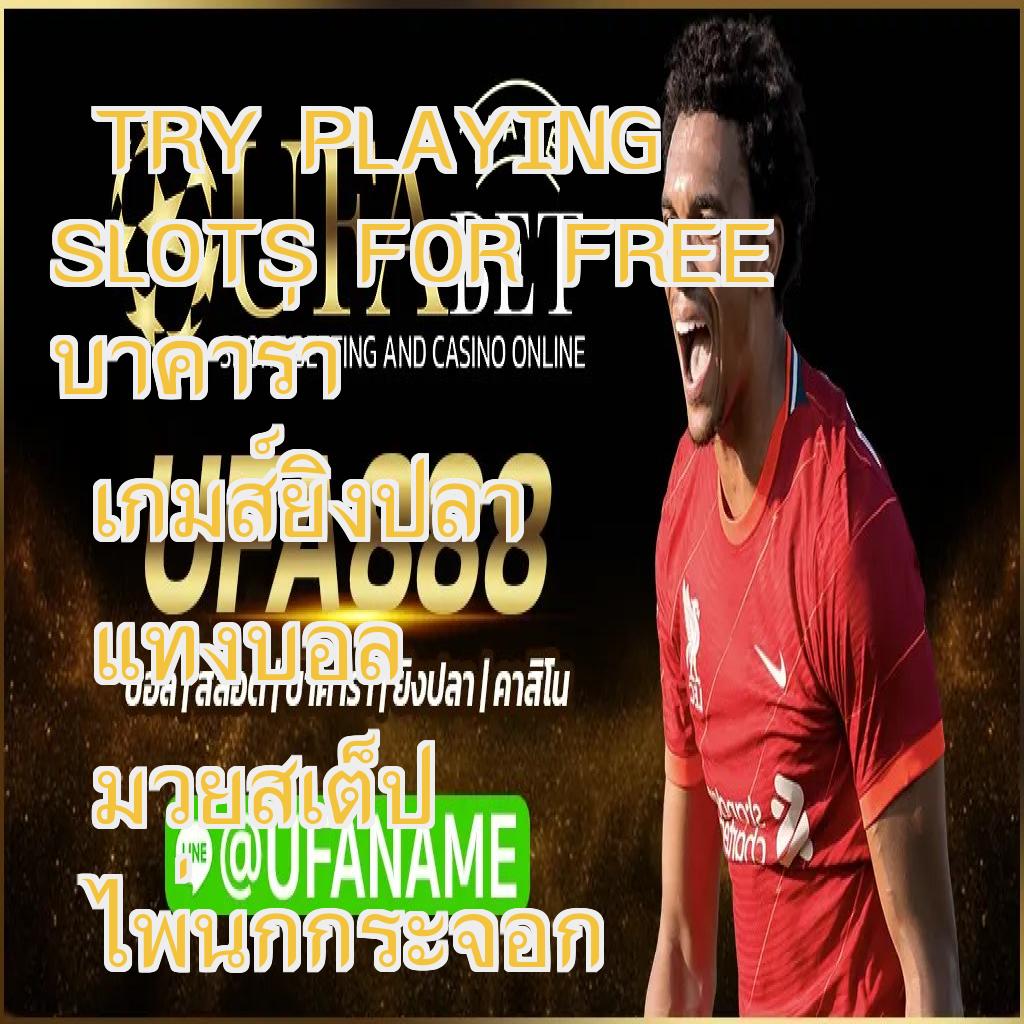 TRY PLAYING
SLOTS FOR FREE
UFABET
BETTING AND CASINO ONLINE
บาคารา
UFA888
เกมส์ยิงปลา
แทงบอล
บอล | สล็อต | บาคาร่า | ยิงปลา | คาสิโน
มวยสเต็ป
LINE @UFANAME
ไพ่นกกระจอก